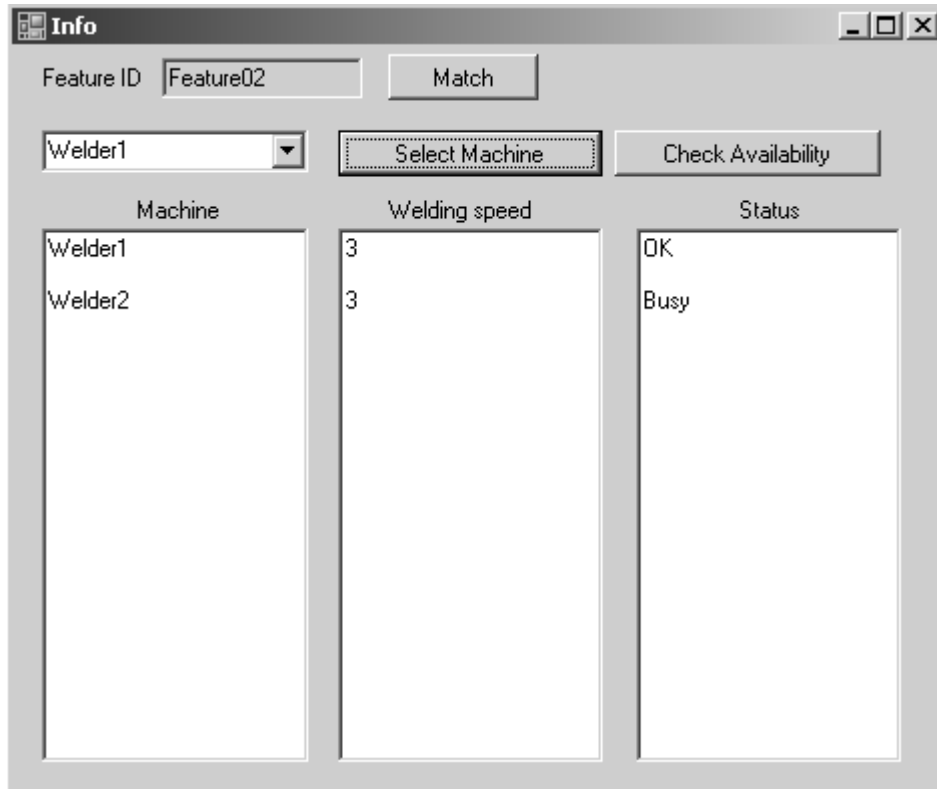 Info
Feature ID Feature02 Match
Welder1 Select Machine Check Availability
Machine Welding speed Status
Welder1 3 OK
Welder2 3 Busy